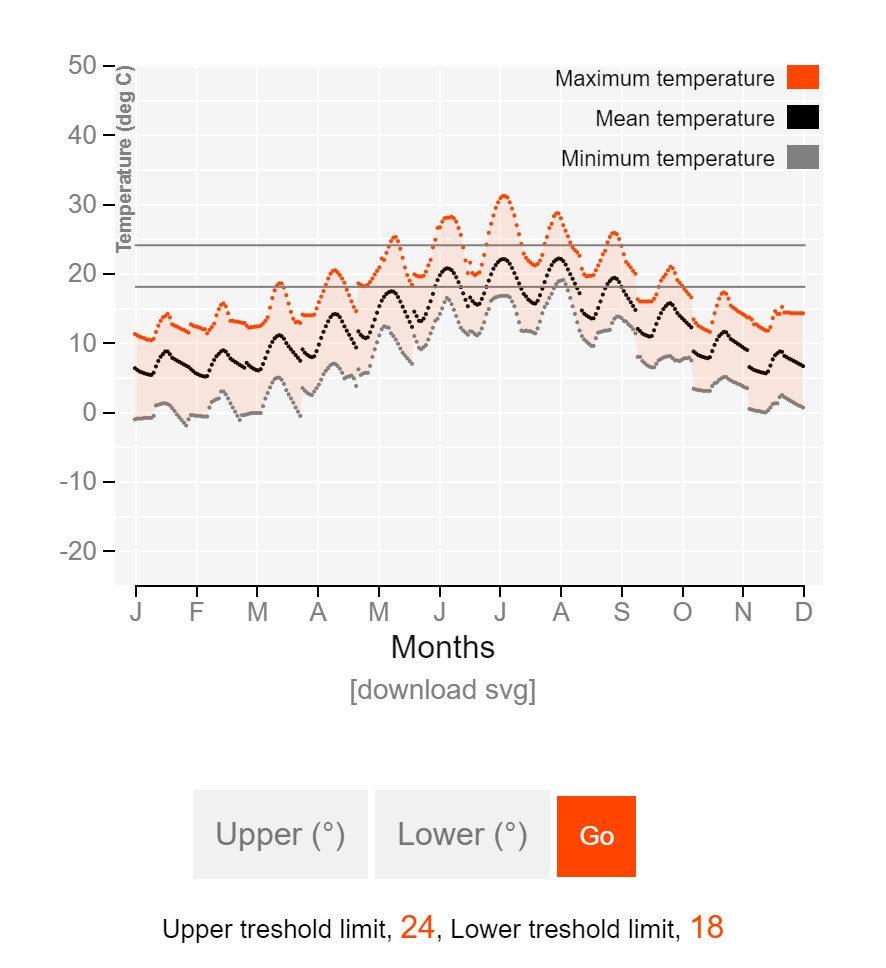 50
40
30
20
10
0
-10
-20
Temperature (deg C)
Maximum temperature
Mean temperature
Minimum temperature
J F M A M J J A S O N D
Months
[download svg]
Upper (°) Lower (°) Go
Upper treshold limit, 24, Lower treshold limit, 18